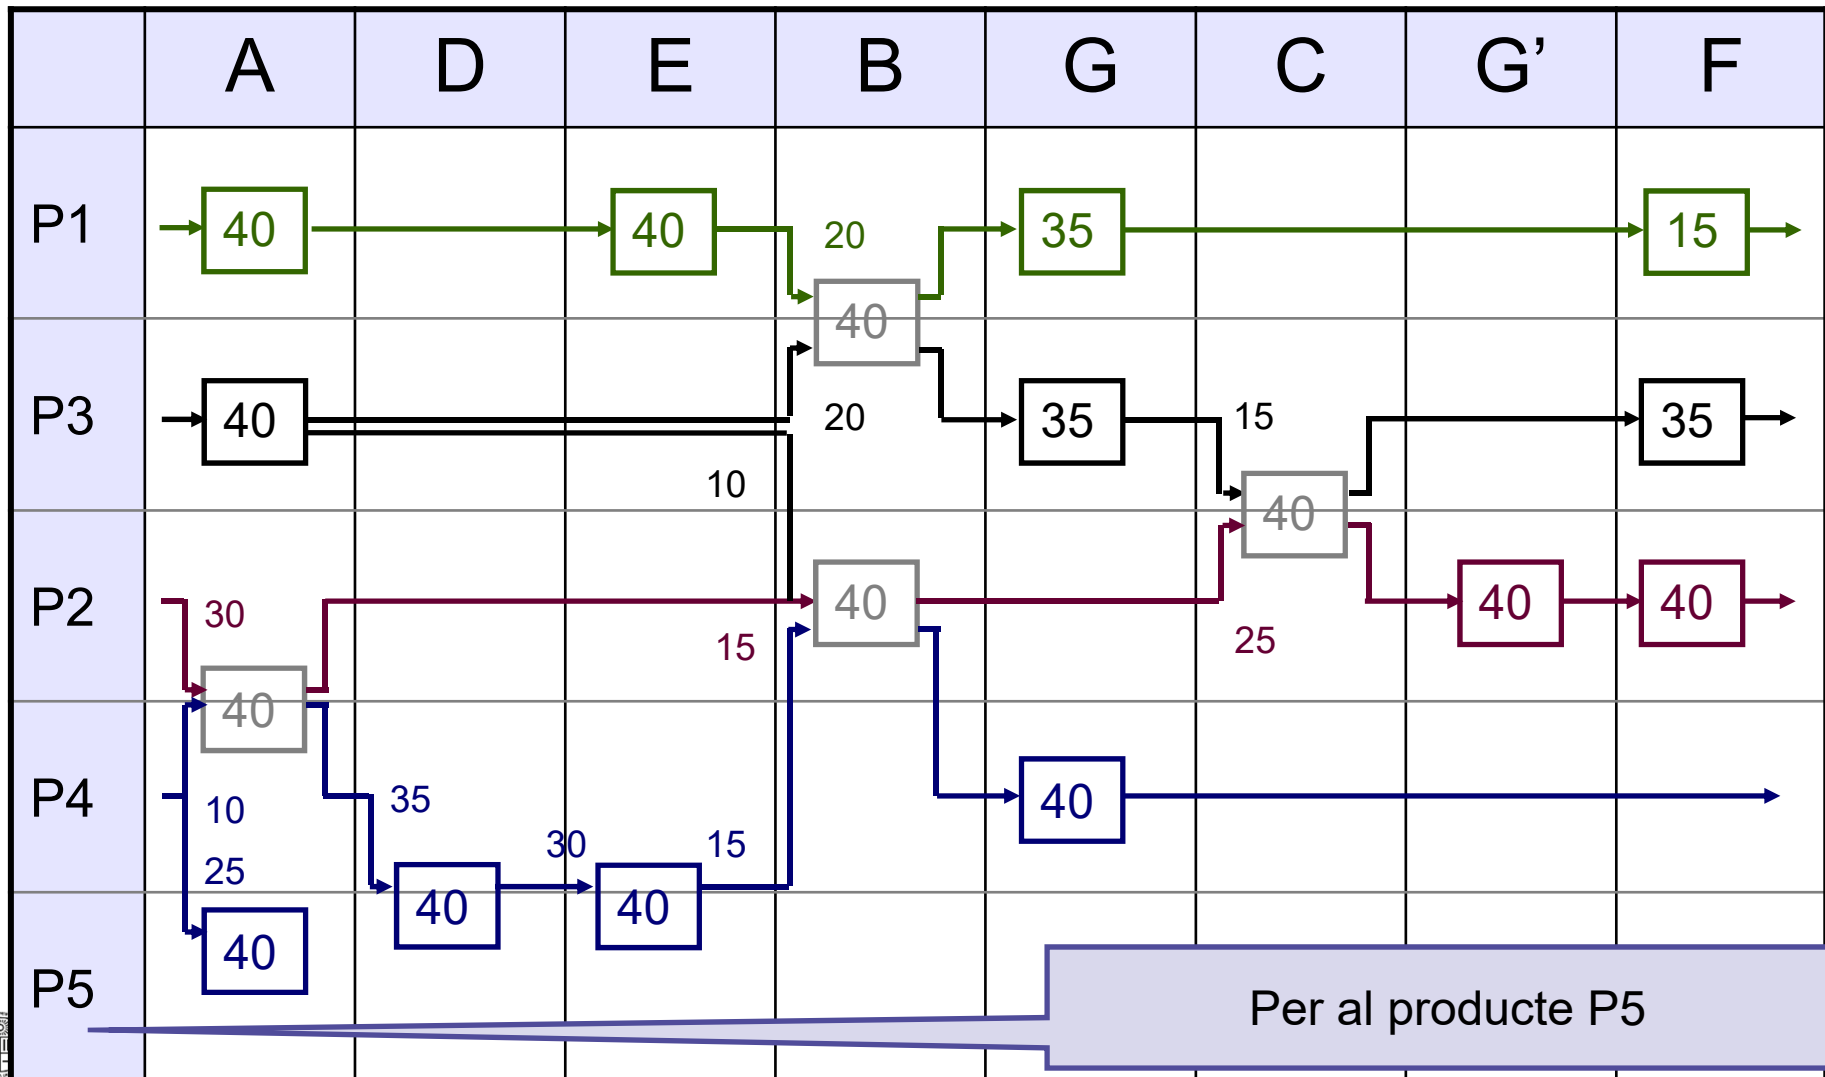 A D E B G C G’ F
P1 40 40 20 35 15
40
P3 40 20 35 15 35
10
40
P2 30 40 40 40
15 25
40
P4 10 35 40
30 15
25
40 40
40
P5
Per al producte P5